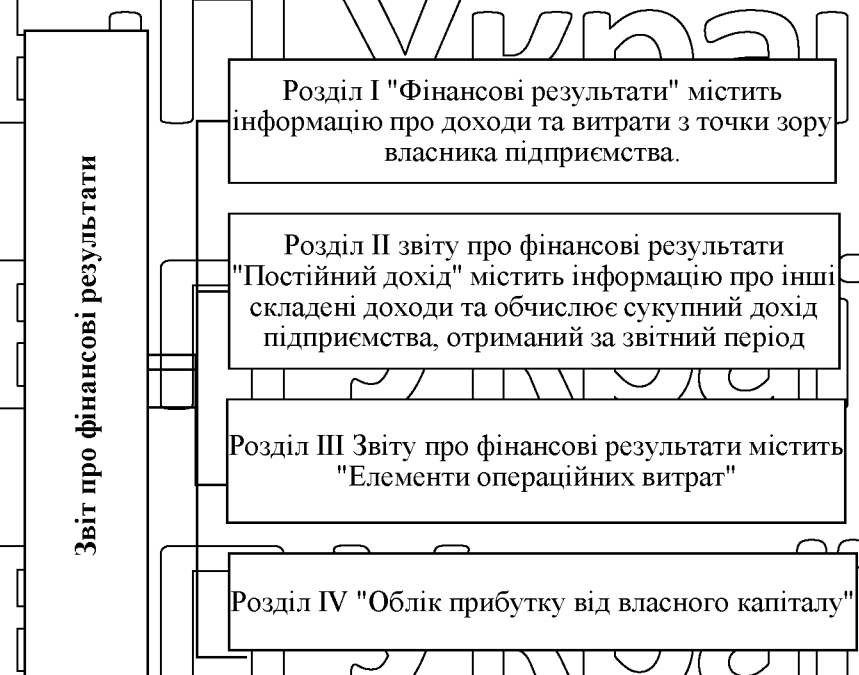 Звіт про фінансові результати
Розділ I "Фінансові результати" містить
інформацію про доходи та витрати з точки зору
власника підприємства.
Розділ II звіту про фінансові результати
"Постійний дохід" містить інформацію про інші
складені доходи та обчислює сукупний дохід
підприємства, отриманий за звітний період
Розділ III Звіту про фінансові результати містить
"Елементи операційних витрат"
Розділ IV "Облік прибутку від власного капіталу"